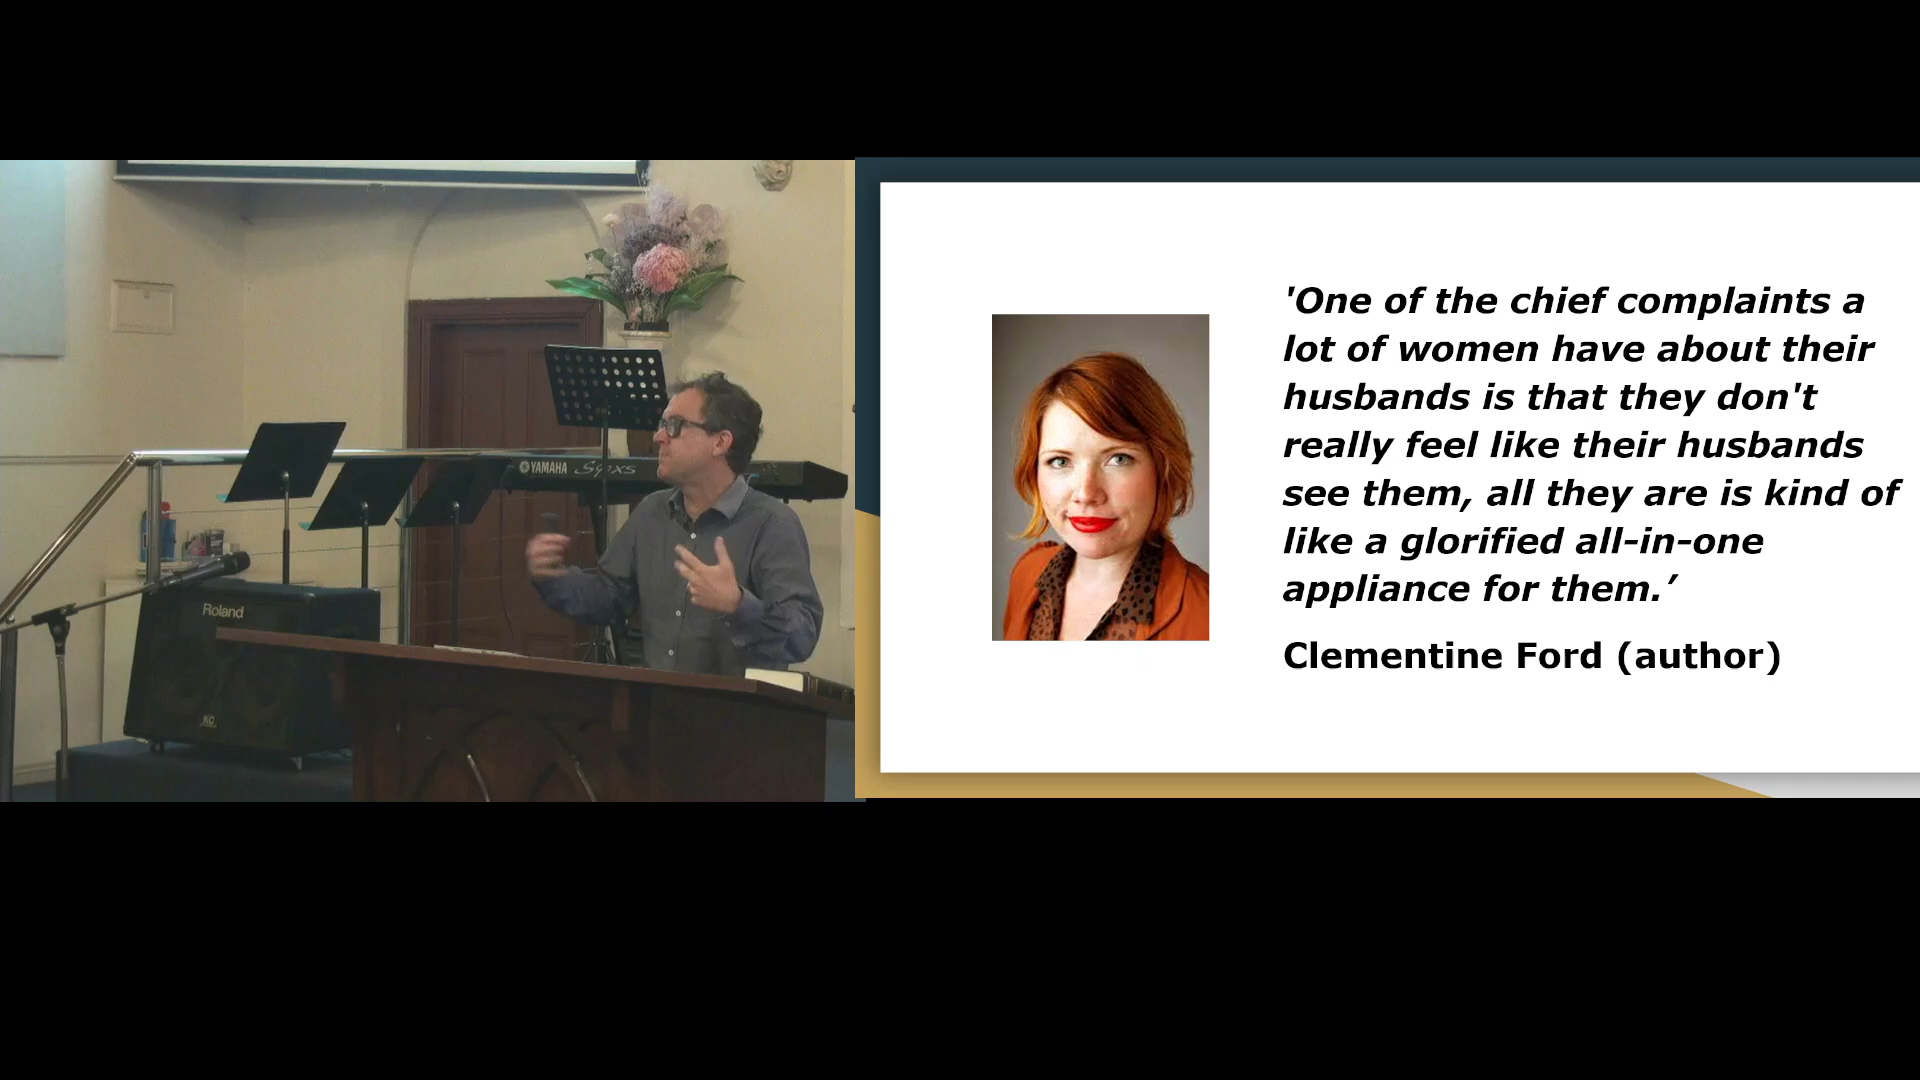 YAMAHA S90XS
Roland
KC
'One of the chief complaints a
lot of women have about their
husbands is that they don't
really feel like their husbands
see them, all they are is kind of
like a glorified all-in-one
appliance for them.’
Clementine Ford (author)